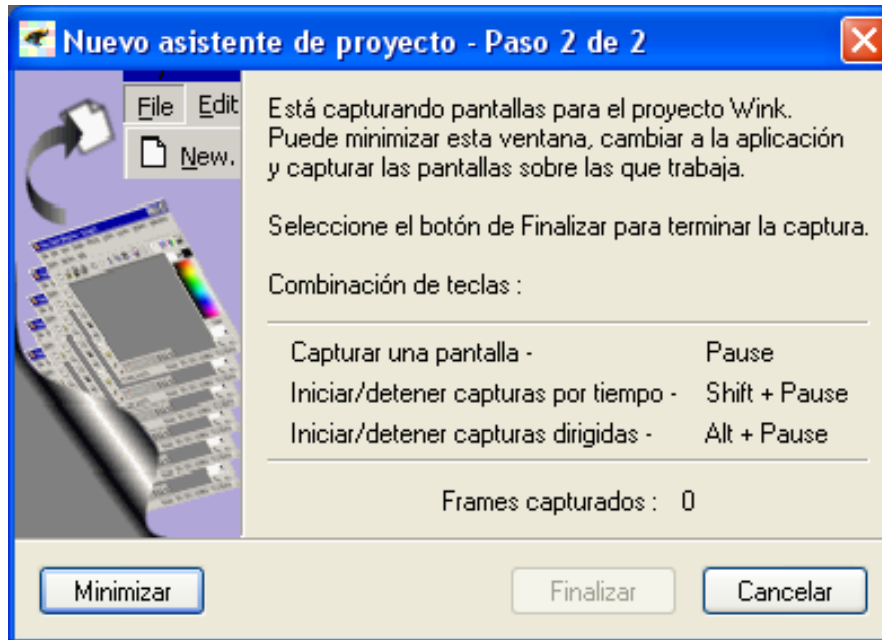 Nuevo asistente de proyecto - Paso 2 de 2
File Edit
New.
Está capturando pantallas para el proyecto Wink.
Puede minimizar esta ventana, cambiar a la aplicación
y capturar las pantallas sobre las que trabaja.
Seleccione el botón de Finalizar para terminar la captura.
Combinación de teclas :
Capturar una pantalla - Pause
Iniciar/detener capturas por tiempo - Shift + Pause
Iniciar/detener capturas dirigidas - Alt + Pause
Frames capturados : 0
Minimizar Finalizar Cancelar